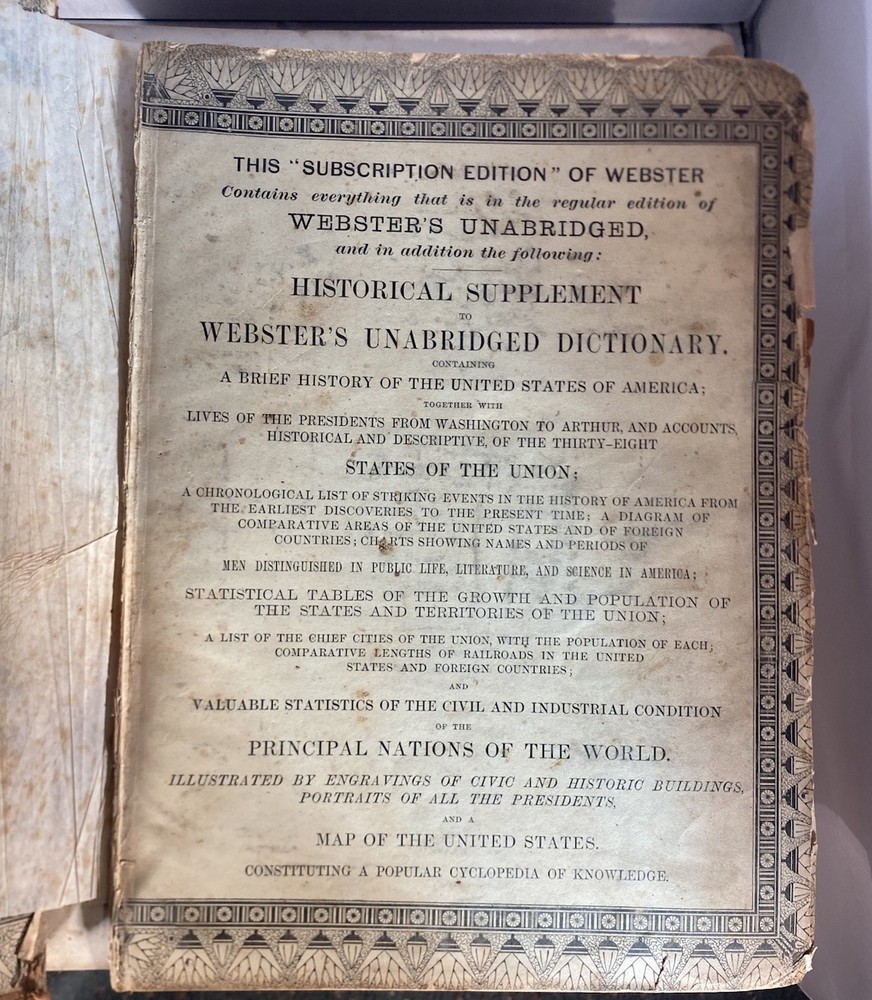 THIS "SUBSCRIPTION EDITION" OF WEBSTER
Contains everything that is in the regular edition of
WEBSTER'S UNABRIDGED,
and in addition the following:
HISTORICAL SUPPLEMENT
TO
WEBSTER'S UNABRIDGED DICTIONARY.
CONTAINING
A BRIEF HISTORY OF THE UNITED STATES OF AMERICA;
TOGETHER WITH
LIVES OF THE PRESIDENTS FROM WASHINGTON TO ARTHUR, AND ACCOUNTS,
HISTORICAL AND DESCRIPTIVE, OF THE THIRTY-EIGHT
STATES OF THE UNION;
A CHRONOLOGICAL LIST OF STRIKING EVENTS IN THE HISTORY OF AMERICA FROM
THE EARLIEST DISCOVERIES TO THE PRESENT TIME; A DIAGRAM OF
COMPARATIVE AREAS OF THE UNITED STATES AND OF FOREIGN
COUNTRIES; CHARTS SHOWING NAMES AND PERIODS OF
MEN DISTINGUISHED IN PUBLIC LIFE, LITERATURE, AND SCIENCE IN AMERICA;
STATISTICAL TABLES OF THE GROWTH AND POPULATION OF
THE STATES AND TERRITORIES OF THE UNION;
A LIST OF THE CHIEF CITIES OF THE UNION, WITH THE POPULATION OF EACH;
COMPARATIVE LENGTHS OF RAILROADS IN THE UNITED
STATES AND FOREIGN COUNTRIES;
AND
VALUABLE STATISTICS OF THE CIVIL AND INDUSTRIAL CONDITION
OF THE
PRINCIPAL NATIONS OF THE WORLD.
ILLUSTRATED BY ENGRAVINGS OF CIVIC AND HISTORIC BUILDINGS,
PORTRAITS OF ALL THE PRESIDENTS,
AND A
MAP OF THE UNITED STATES.
CONSTITUTING A POPULAR CYCLOPEDIA OF KNOWLEDGE.